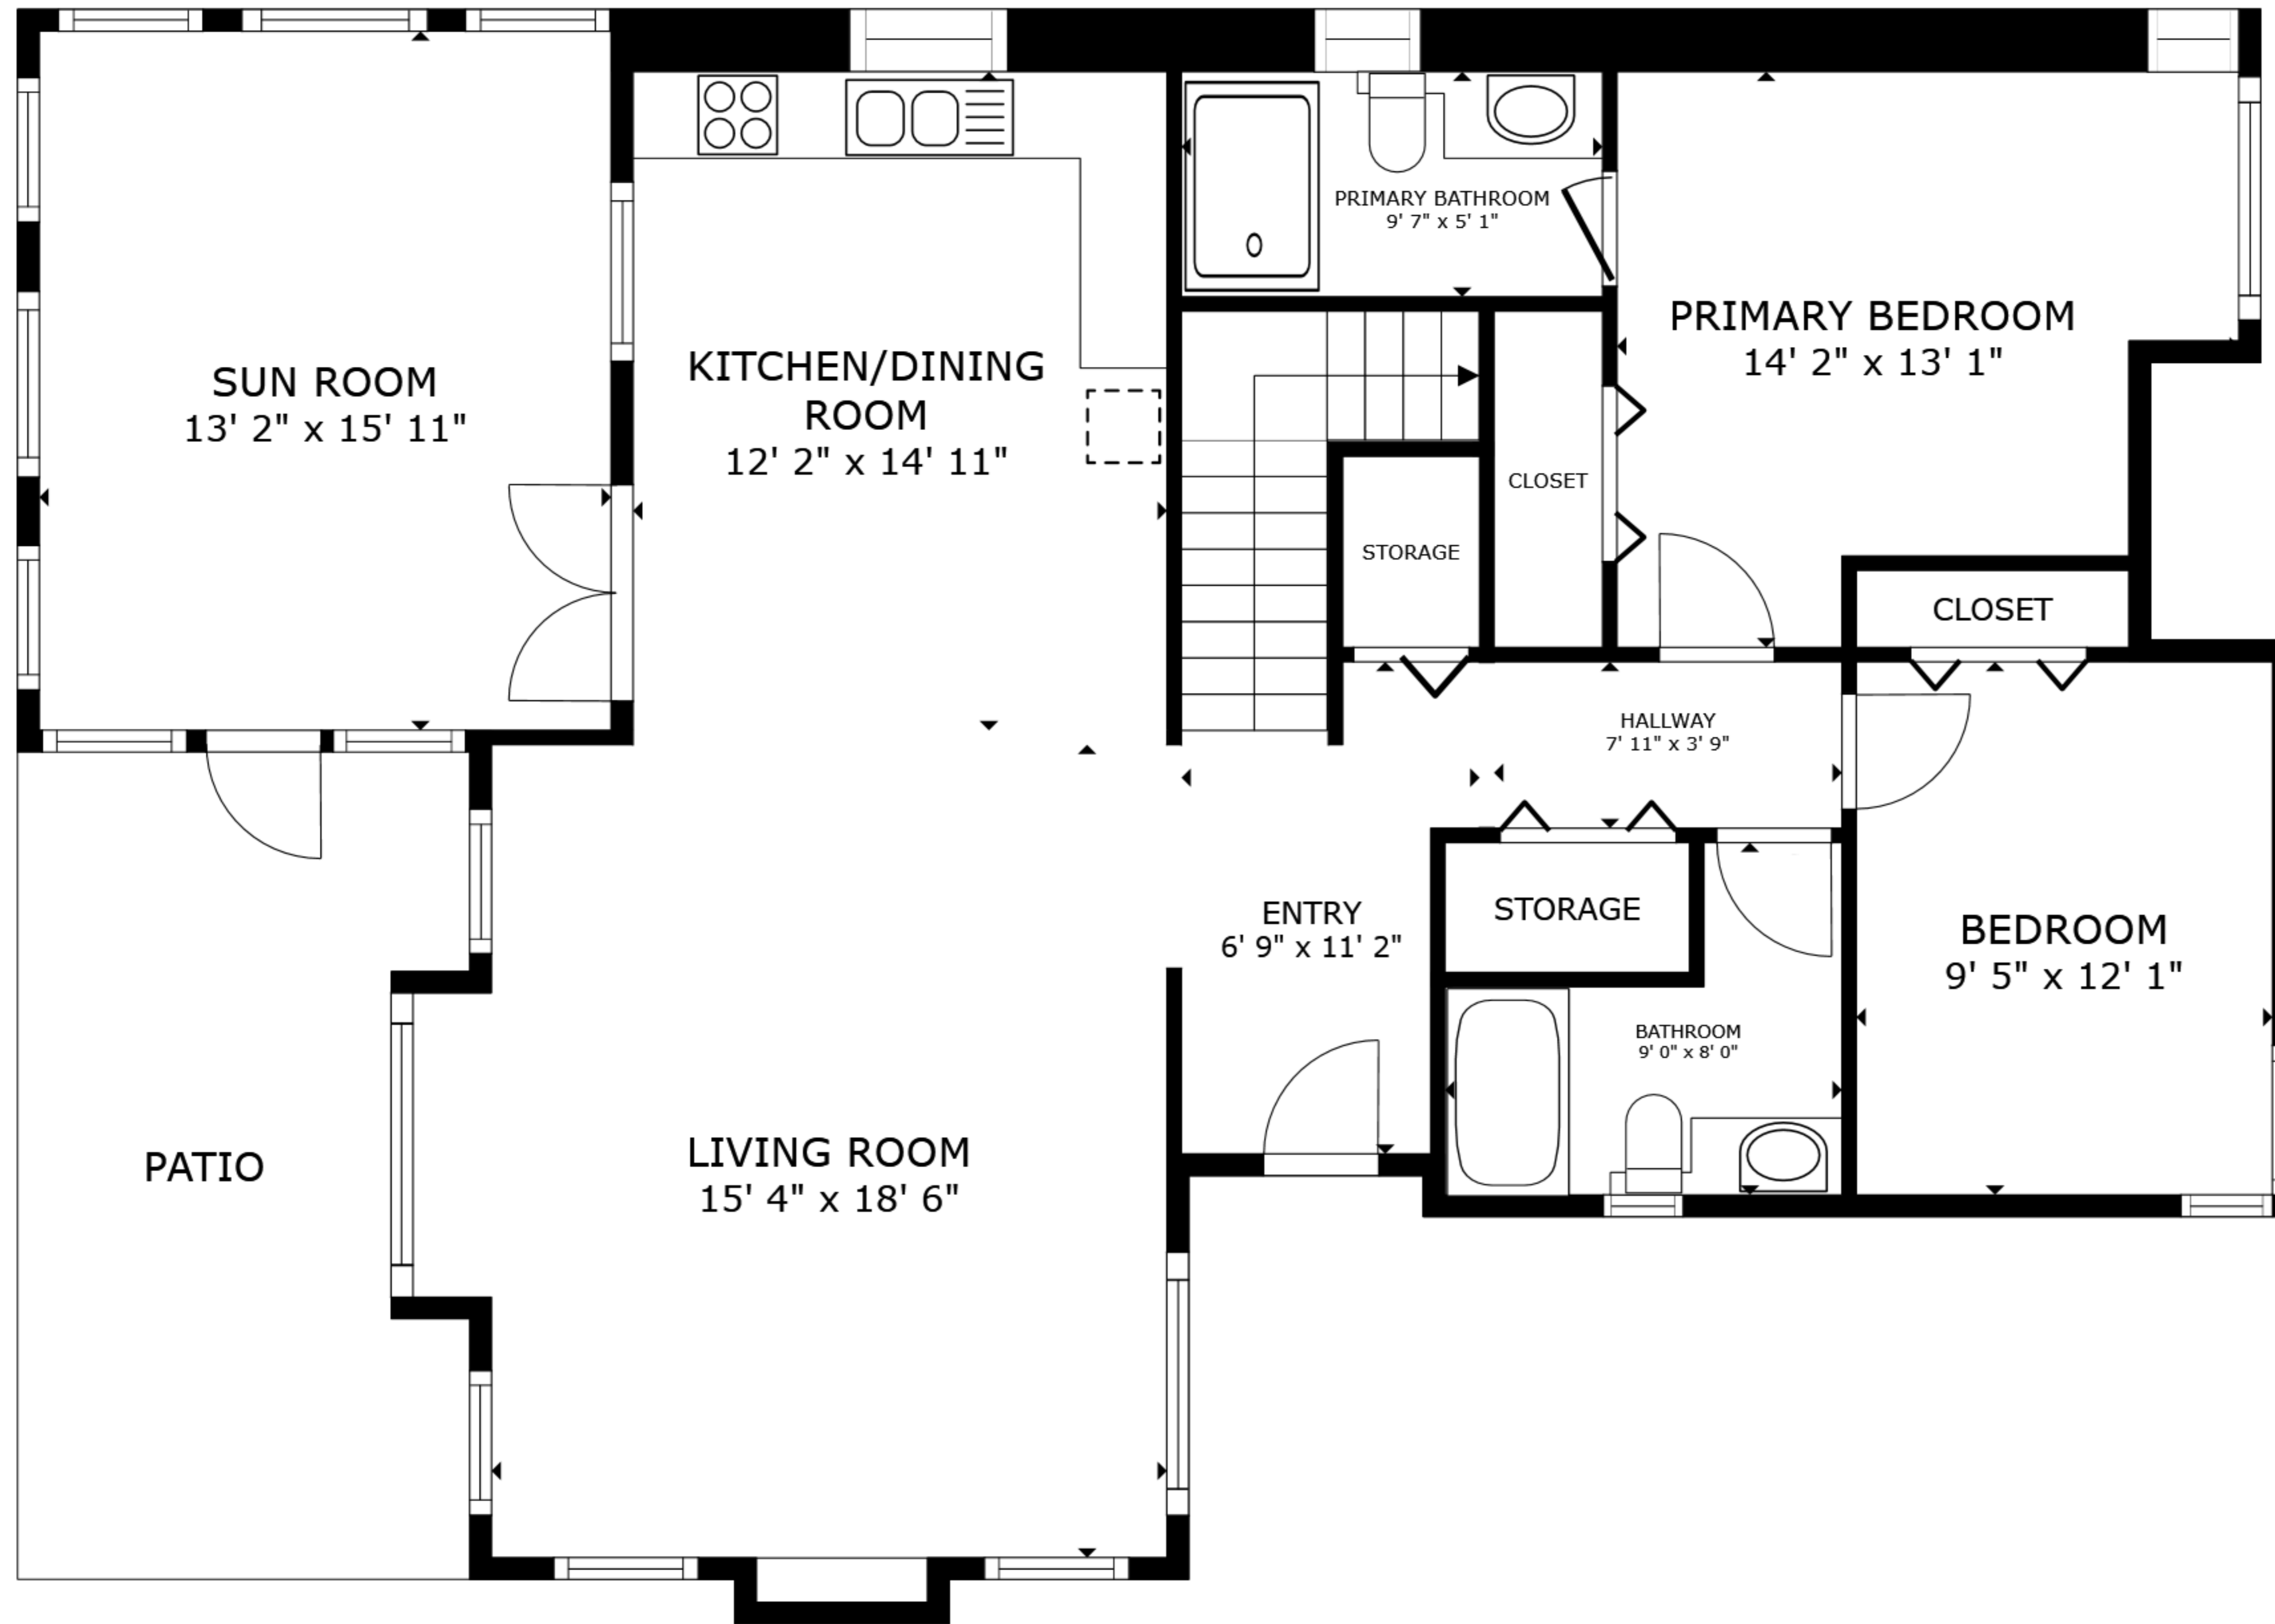 PRIMARY BATHROOM
9' 7" x 5' 1"
PRIMARY BEDROOM
14' 2" x 13' 1"
SUN ROOM
13' 2" x 15' 11"
KITCHEN/DINING
ROOM
12' 2" x 14' 11"
CLOSET
STORAGE
CLOSET
HALLWAY
7' 11" x 3' 9"
ENTRY
6' 9" x 11' 2"
STORAGE
BEDROOM
9' 5" x 12' 1"
BATHROOM
9' 0" x 8' 0"
PATIO
LIVING ROOM
15' 4" x 18' 6"